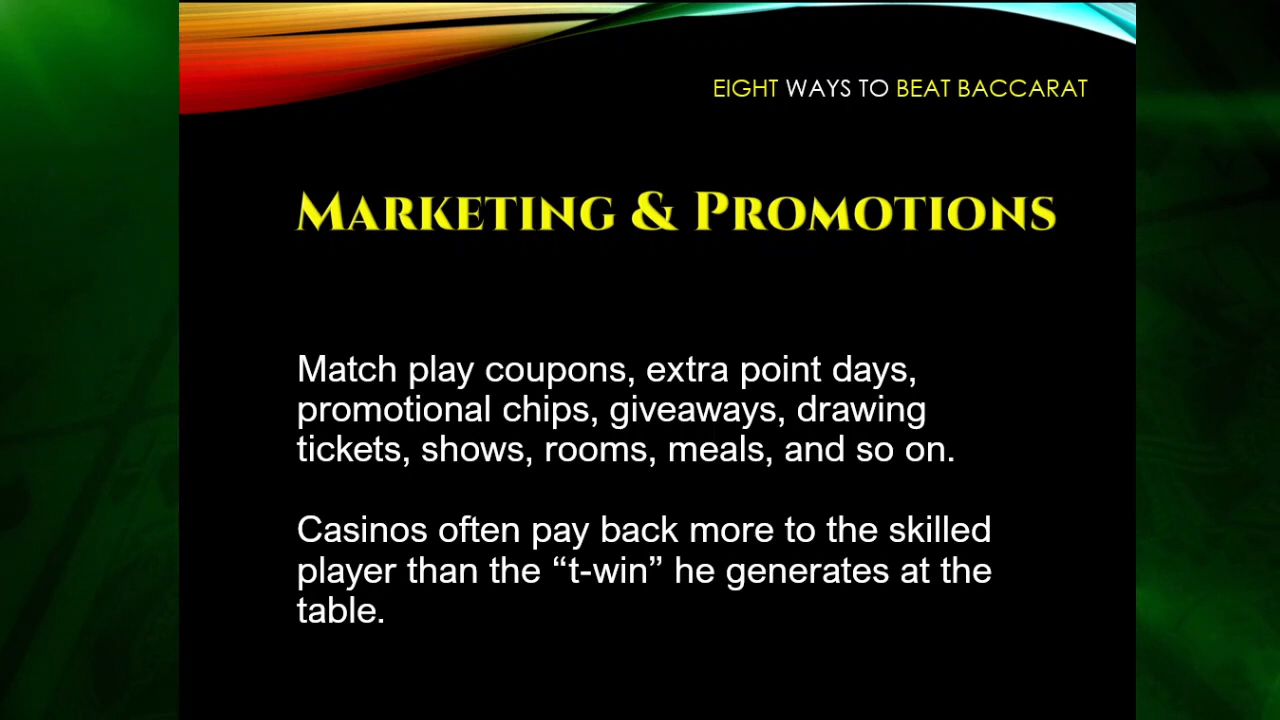 EIGHT WAYS TO BEAT BACCARAT
MARKETING & PROMOTIONS
Match play coupons, extra point days,
promotional chips, giveaways, drawing
tickets, shows, rooms, meals, and so on.
Casinos often pay back more to the skilled
player than the “t-win” he generates at the
table.